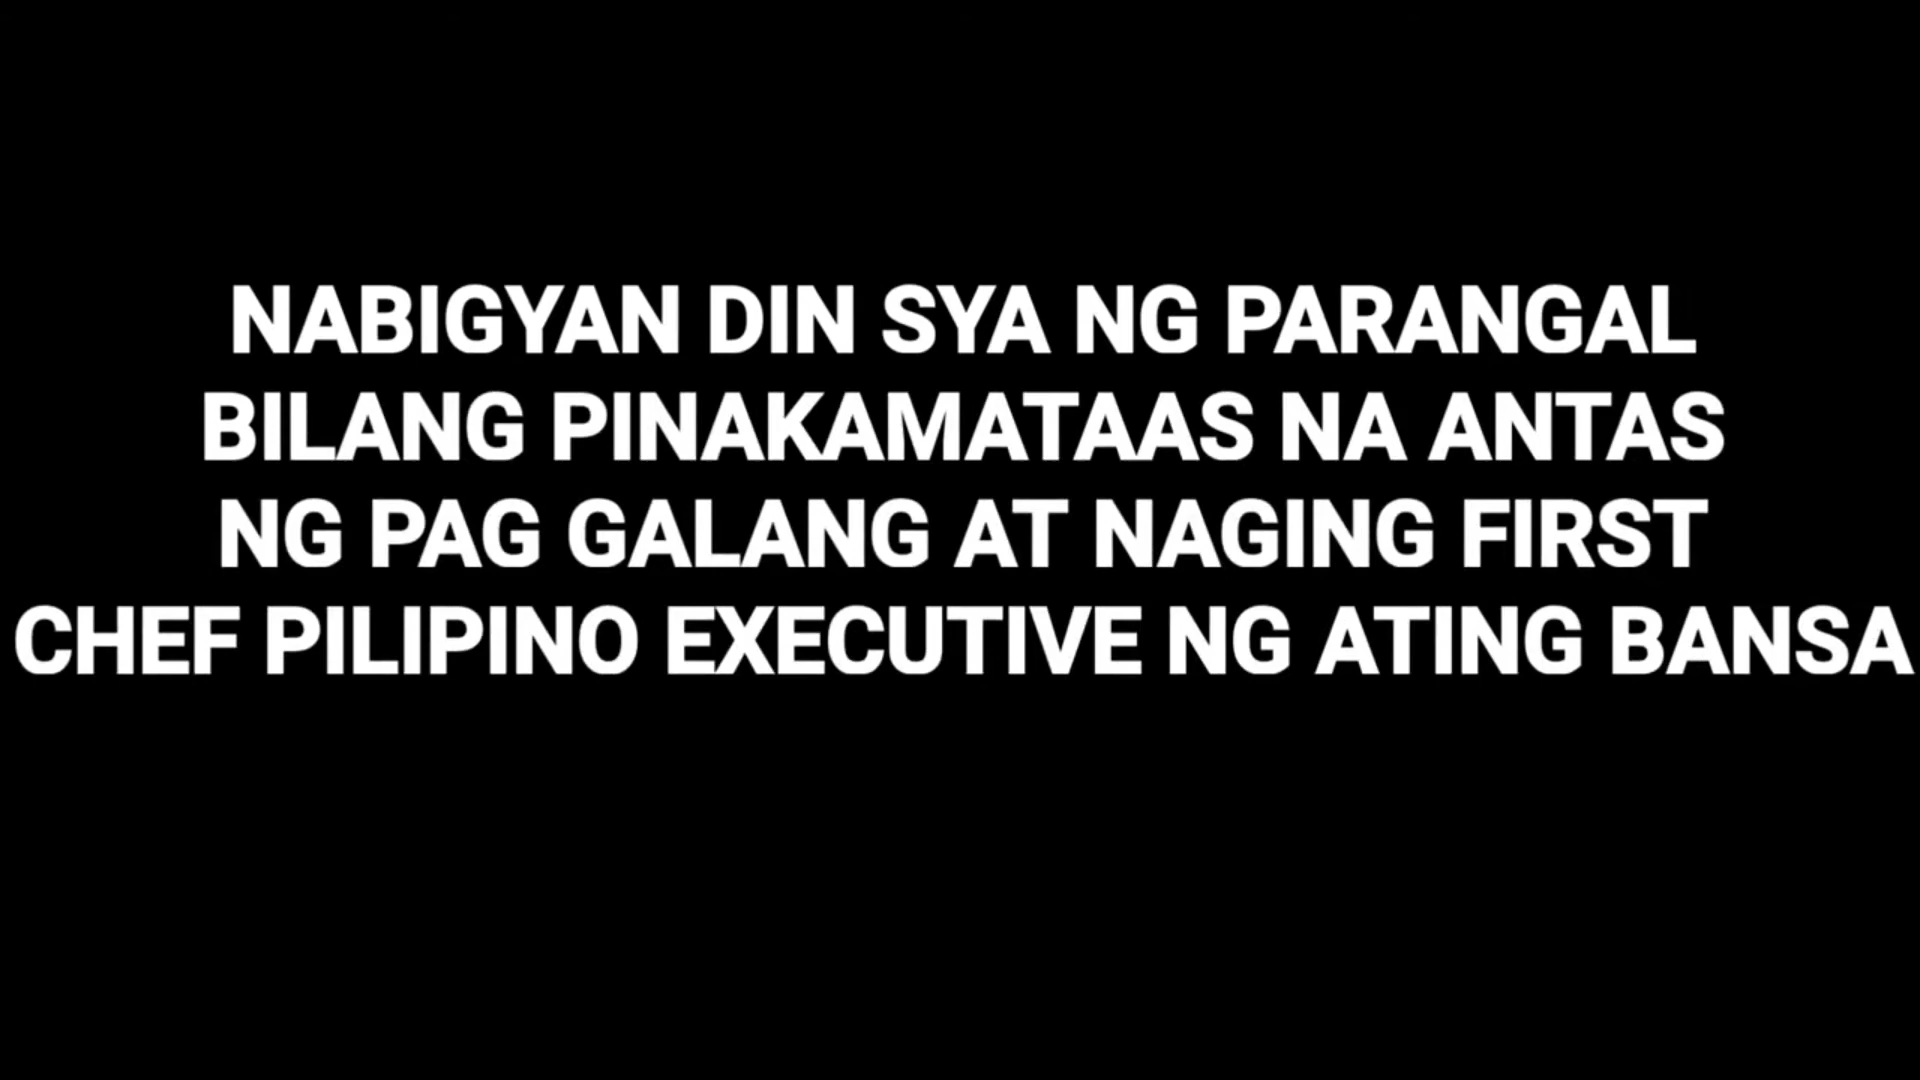 NABIGYAN DIN SYA NG PARANGAL
BILANG PINAKAMATAAS NA ANTAS
NG PAG GALANG AT NAGING FIRST
CHEF PILIPINO EXECUTIVE NG ATING BANSA